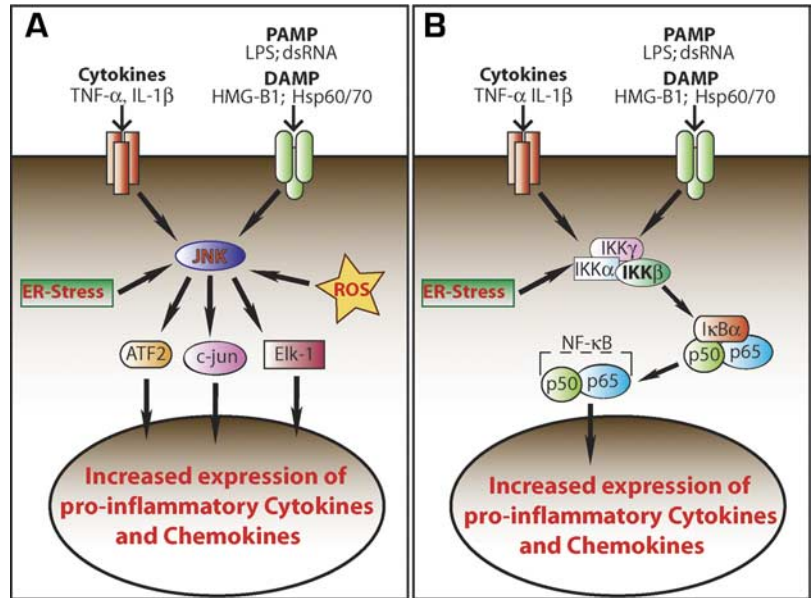 A
PAMP
LPS; dsRNA
Cytokines
TNF-α, IL-1β
DAMP
HMG-B1; Hsp60/70
JNK
ER-Stress
ROS
ATF2
c-jun
Elk-1
Increased expression of
pro-inflammatory Cytokines
and Chemokines
B
PAMP
LPS; dsRNA
Cytokines
TNF-α IL-1β
DAMP
HMG-B1; Hsp60/70
IKKγ
IKKα
IKKβ
ER-Stress
IκBα
p50
p65
NF-κB
p50
p65
Increased expression of
pro-inflammatory Cytokines
and Chemokines